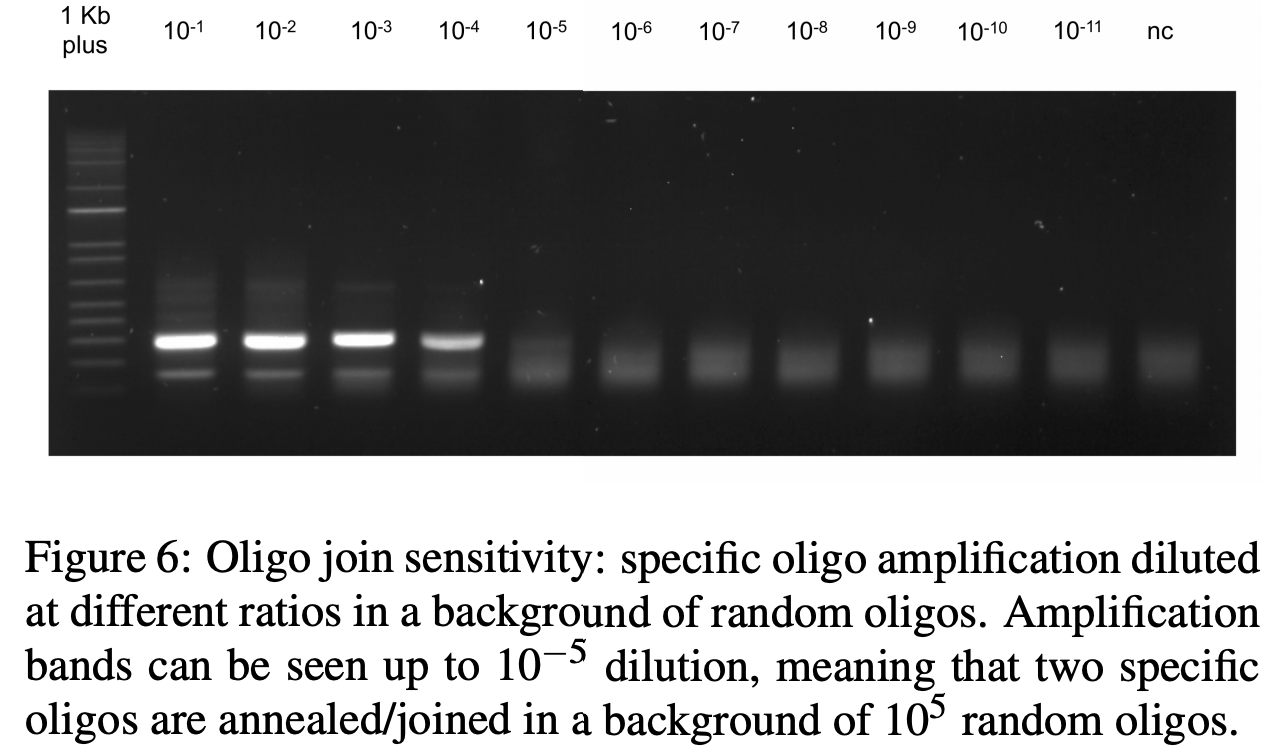 1 Kb
plus
10-1 10-2 10-3 10-4 10-5 10-6 10-7 10-8 10-9 10-10 10-11 nc
Figure 6: Oligo join sensitivity: specific oligo amplification diluted
at different ratios in a background of random oligos. Amplification
bands can be seen up to 10−5 dilution, meaning that two specific
oligos are annealed/joined in a background of 105 random oligos.